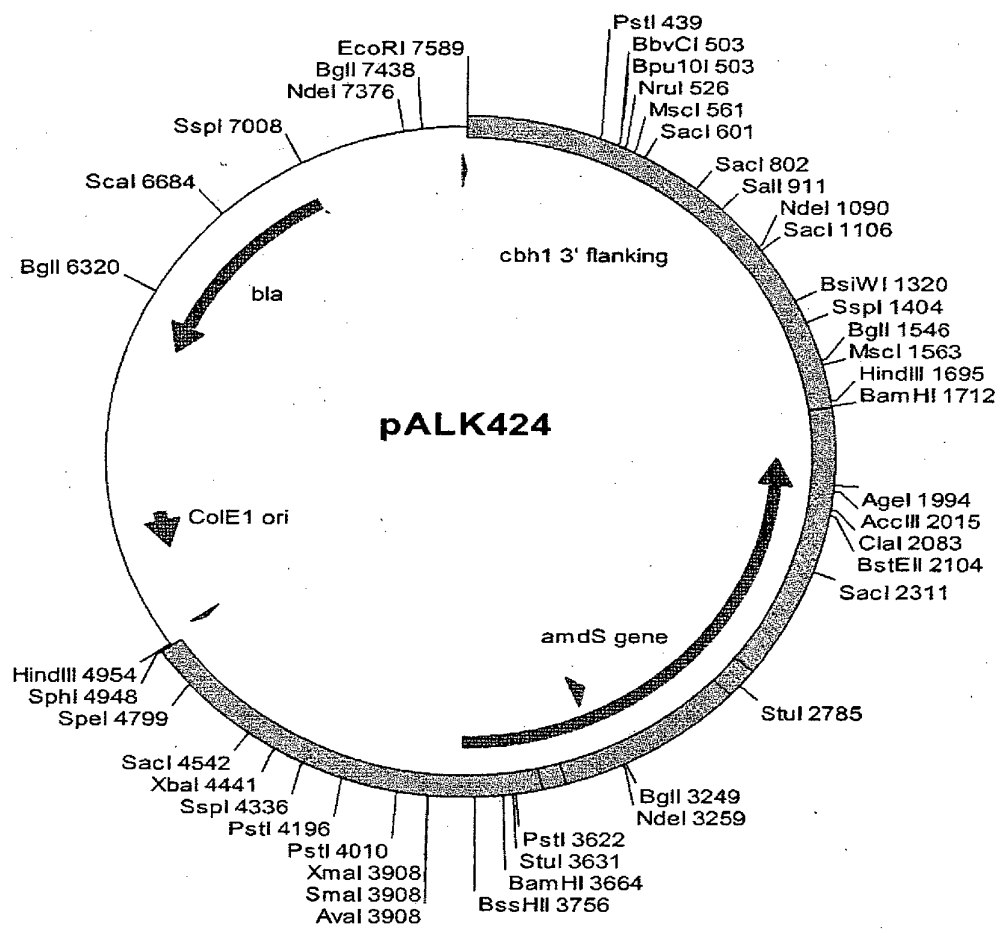 EcoRI 7589
BglI 7438
NdeI 7376
SspI 7008
ScaI 6684
BglI 6320
PstI 439
BbvCI 503
Bpu10I 503
NruI 526
MscI 561
SacI 601
SacI 802
SalI 911
NdeI 1090
SacI 1106
BsiWI 1320
SspI 1404
BglI 1546
MscI 1563
HindIII 1695
BamHI 1712
cbh1 3' flanking
bla
pALK424
ColE1 ori
amdS gene
AgeI 1994
AccIII 2015
ClaI 2083
BstEII 2104
SacI 2311
StuI 2785
BglI 3249
NdeI 3259
PstI 3622
StuI 3631
BamHI 3664
BssHII 3756
HindIII 4954
SphI 4948
SpeI 4799
SacI 4542
XbaI 4441
SspI 4336
PstI 4196
PstI 4010
XmaI 3908
SmaI 3908
AvaI 3908